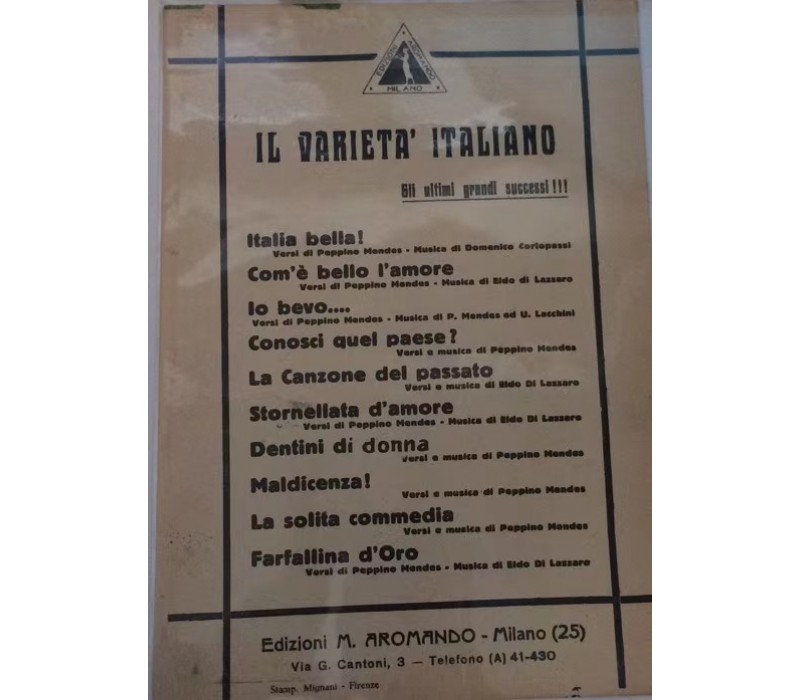 EDIZIONI AROMANDO
MILANO
IL VARIETA' ITALIANO
Gli ultimi grandi successi!!!
Italia bella!
Versi di Peppino Mendes - Musica di Domenico Cortopassi
Com'è bello l'amore
Versi di Peppino Mendes - Musica di Eldo di Lazzaro
Io bevo....
Versi di Peppino Mendes - Musica di P. Mendes ed U. Lacchini
Conosci quel paese?
Versi e musica di Peppino Mendes
La Canzone del passato
Versi e musica di Eldo Di Lazzaro
Stornellata d'amore
Versi di Peppino Mendes - Musica di Eldo Di Lazzaro
Dentini di donna
Versi e musica di Peppino Mendes
Maldicenza!
Versi e musica di Peppino Mendes
La solita commedia
Versi e musica di Peppino Mendes
Farfallina d'Oro
Versi di Peppino Mendes - Musica di Eldo Di Lazzaro
Edizioni M. AROMANDO - Milano (25)
Via G. Cantoni, 3 — Telefono (A) 41-430
Stamp. Mignani - Firenze